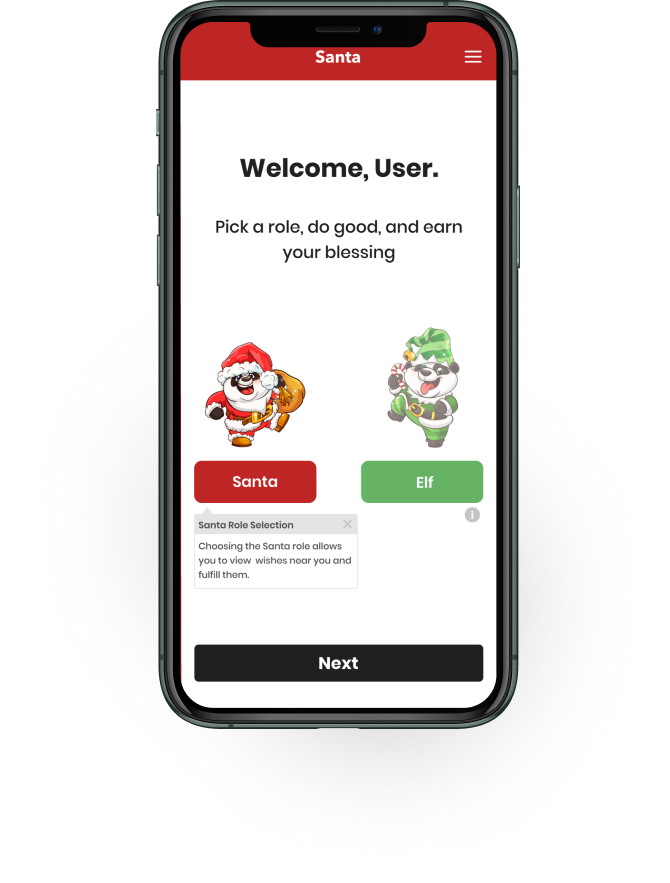 Santa
Welcome, User.
Pick a role, do good, and earn
your blessing
Santa
Elf
Santa Role Selection
Choosing the Santa role allows
you to view wishes near you and
fulfill them.
Next